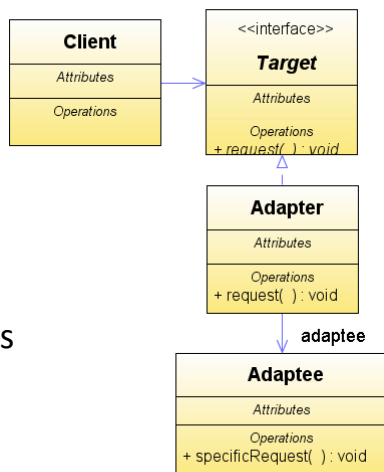 Client
Attributes
Operations
<<interface>>
Target
Attributes
Operations
+ request( ) : void
Adapter
Attributes
Operations
+ request( ) : void
s
adaptee
Adaptee
Attributes
Operations
+ specificRequest( ) : void